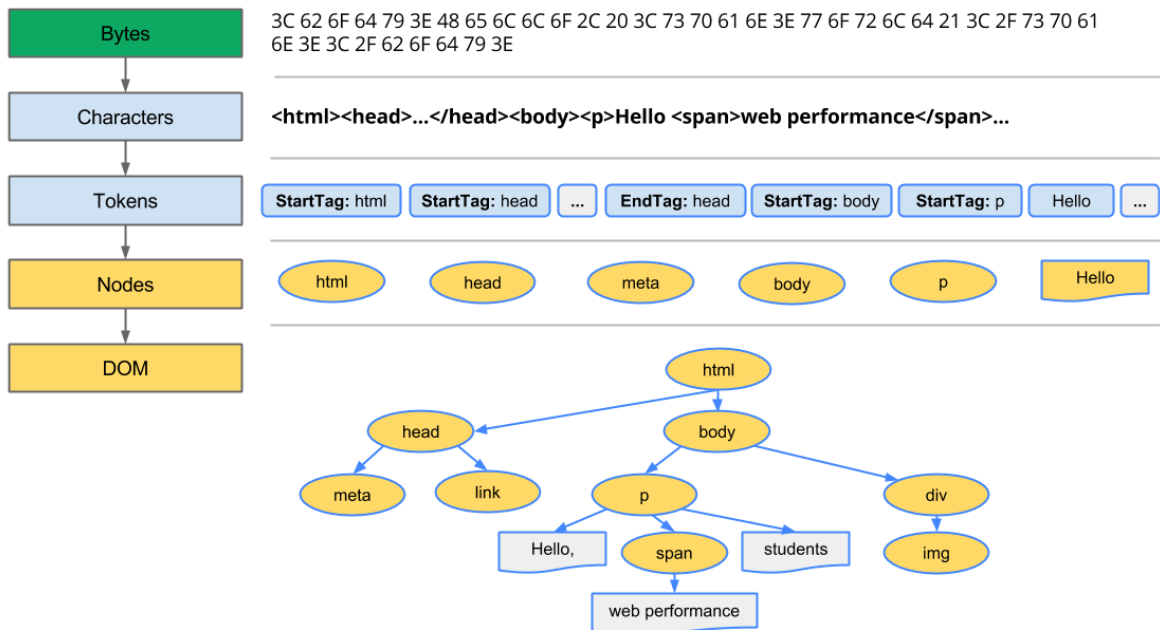 Bytes
3C 62 6F 64 79 3E 48 65 6C 6C 6F 2C 20 3C 73 70 61 6E 3E 77 6F 72 6C 64 21 3C 2F 73 70 61
6E 3E 3C 2F 62 6F 64 79 3E
Characters
<html><head>...</head><body><p>Hello <span>web performance</span>...
Tokens
StartTag: html
StartTag: head
...
EndTag: head
StartTag: body
StartTag: p
Hello
...
Nodes
html
head
meta
body
p
Hello
DOM
html
head
body
meta
link
p
div
Hello,
span
students
img
web performance